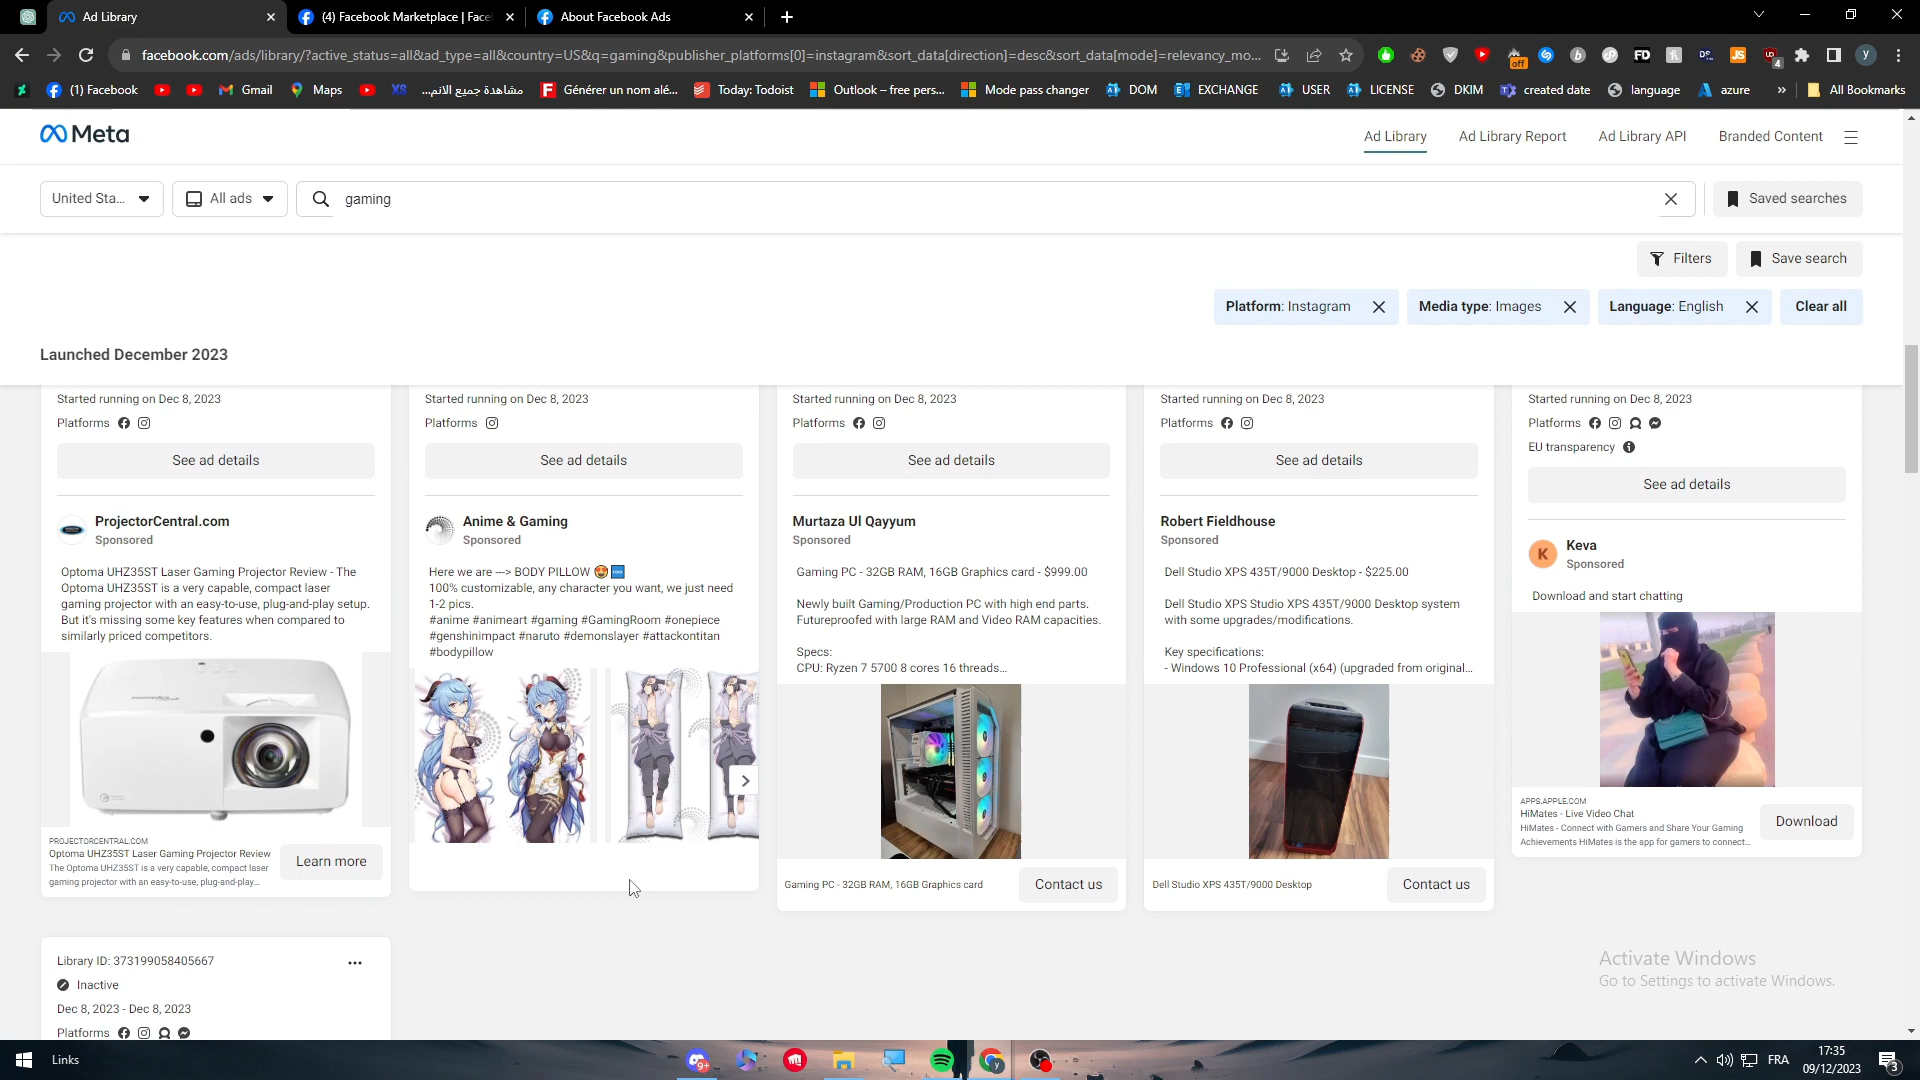 Ad Library
(4) Facebook Marketplace | Face
About Facebook Ads
facebook.com/ads/library/?active_status=all&ad_type=all&country=US&q=gaming&publisher_platforms[0]=instagram&sort_data[direction]=desc&sort_data[mode]=relevancy_mo...
(1) Facebook
Gmail
Maps
مشاهدة جميع الانم...
Générer un nom alé...
Today: Todoist
Outlook – free pers...
Mode pass changer
DOM
EXCHANGE
USER
LICENSE
DKIM
created date
language
azure
»
All Bookmarks
Meta
Ad Library
Ad Library Report
Ad Library API
Branded Content
United Sta...
All ads
gaming
Saved searches
Filters
Save search
Platform: Instagram
Media type: Images
Language: English
Clear all
Launched December 2023
Started running on Dec 8, 2023
Platforms
See ad details
ProjectorCentral.com
Sponsored
Optoma UHZ35ST Laser Gaming Projector Review - The
Optoma UHZ35ST is a very capable, compact laser
gaming projector with an easy-to-use, plug-and-play setup.
But it's missing some key features when compared to
similarly priced competitors.
PROJECTORCENTRAL.COM
Optoma UHZ35ST Laser Gaming Projector Review
The Optoma UHZ35ST is a very capable, compact laser
gaming projector with an easy-to-use, plug-and-play...
Learn more
Started running on Dec 8, 2023
Platforms
See ad details
Anime & Gaming
Sponsored
Here we are ---> BODY PILLOW 🤩🆒
100% customizable, any character you want, we just need
1-2 pics.
#anime #animeart #gaming #GamingRoom #onepiece
#genshinimpact #naruto #demonslayer #attackontitan
#bodypillow
Started running on Dec 8, 2023
Platforms
See ad details
Murtaza Ul Qayyum
Sponsored
Gaming PC - 32GB RAM, 16GB Graphics card - $999.00
Newly built Gaming/Production PC with high end parts.
Futureproofed with large RAM and Video RAM capacities.
Specs:
CPU: Ryzen 7 5700 8 cores 16 threads...
Gaming PC - 32GB RAM, 16GB Graphics card
Contact us
Started running on Dec 8, 2023
Platforms
See ad details
Robert Fieldhouse
Sponsored
Dell Studio XPS 435T/9000 Desktop - $225.00
Dell Studio XPS Studio XPS 435T/9000 Desktop system
with some upgrades/modifications.
Key specifications:
- Windows 10 Professional (x64) (upgraded from original...
Dell Studio XPS 435T/9000 Desktop
Contact us
Started running on Dec 8, 2023
Platforms
EU transparency
See ad details
K
Keva
Sponsored
Download and start chatting
APPS.APPLE.COM
HiMates - Live Video Chat
HiMates - Connect with Gamers and Share Your Gaming
Achievements HiMates is the app for gamers to connect...
Download
Library ID: 373199058405667
Inactive
Dec 8, 2023 - Dec 8, 2023
Platforms
Activate Windows
Go to Settings to activate Windows.
Links
FRA
17:35
09/12/2023
3